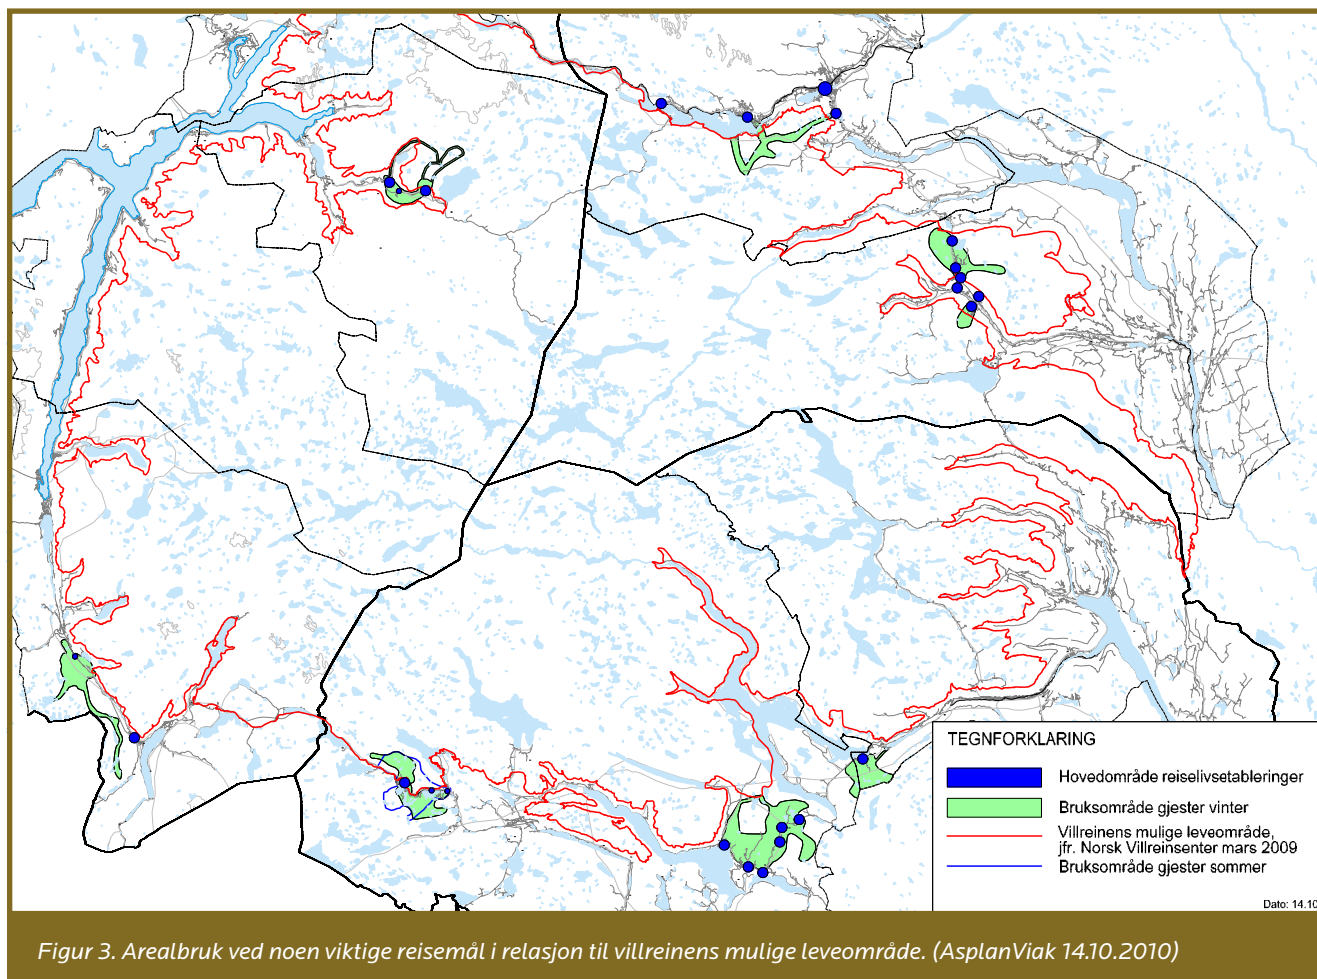 TEGNFORKLARING
Hovedområde reiselivsetableringer
Bruksområde gjester vinter
Villreinens mulige leveområde,
jfr. Norsk Villreinsenter mars 2009
Bruksområde gjester sommer
Dato: 14.10
Figur 3. Arealbruk ved noen viktige reisemål i relasjon til villreinens mulige leveområde. (AsplanViak 14.10.2010)